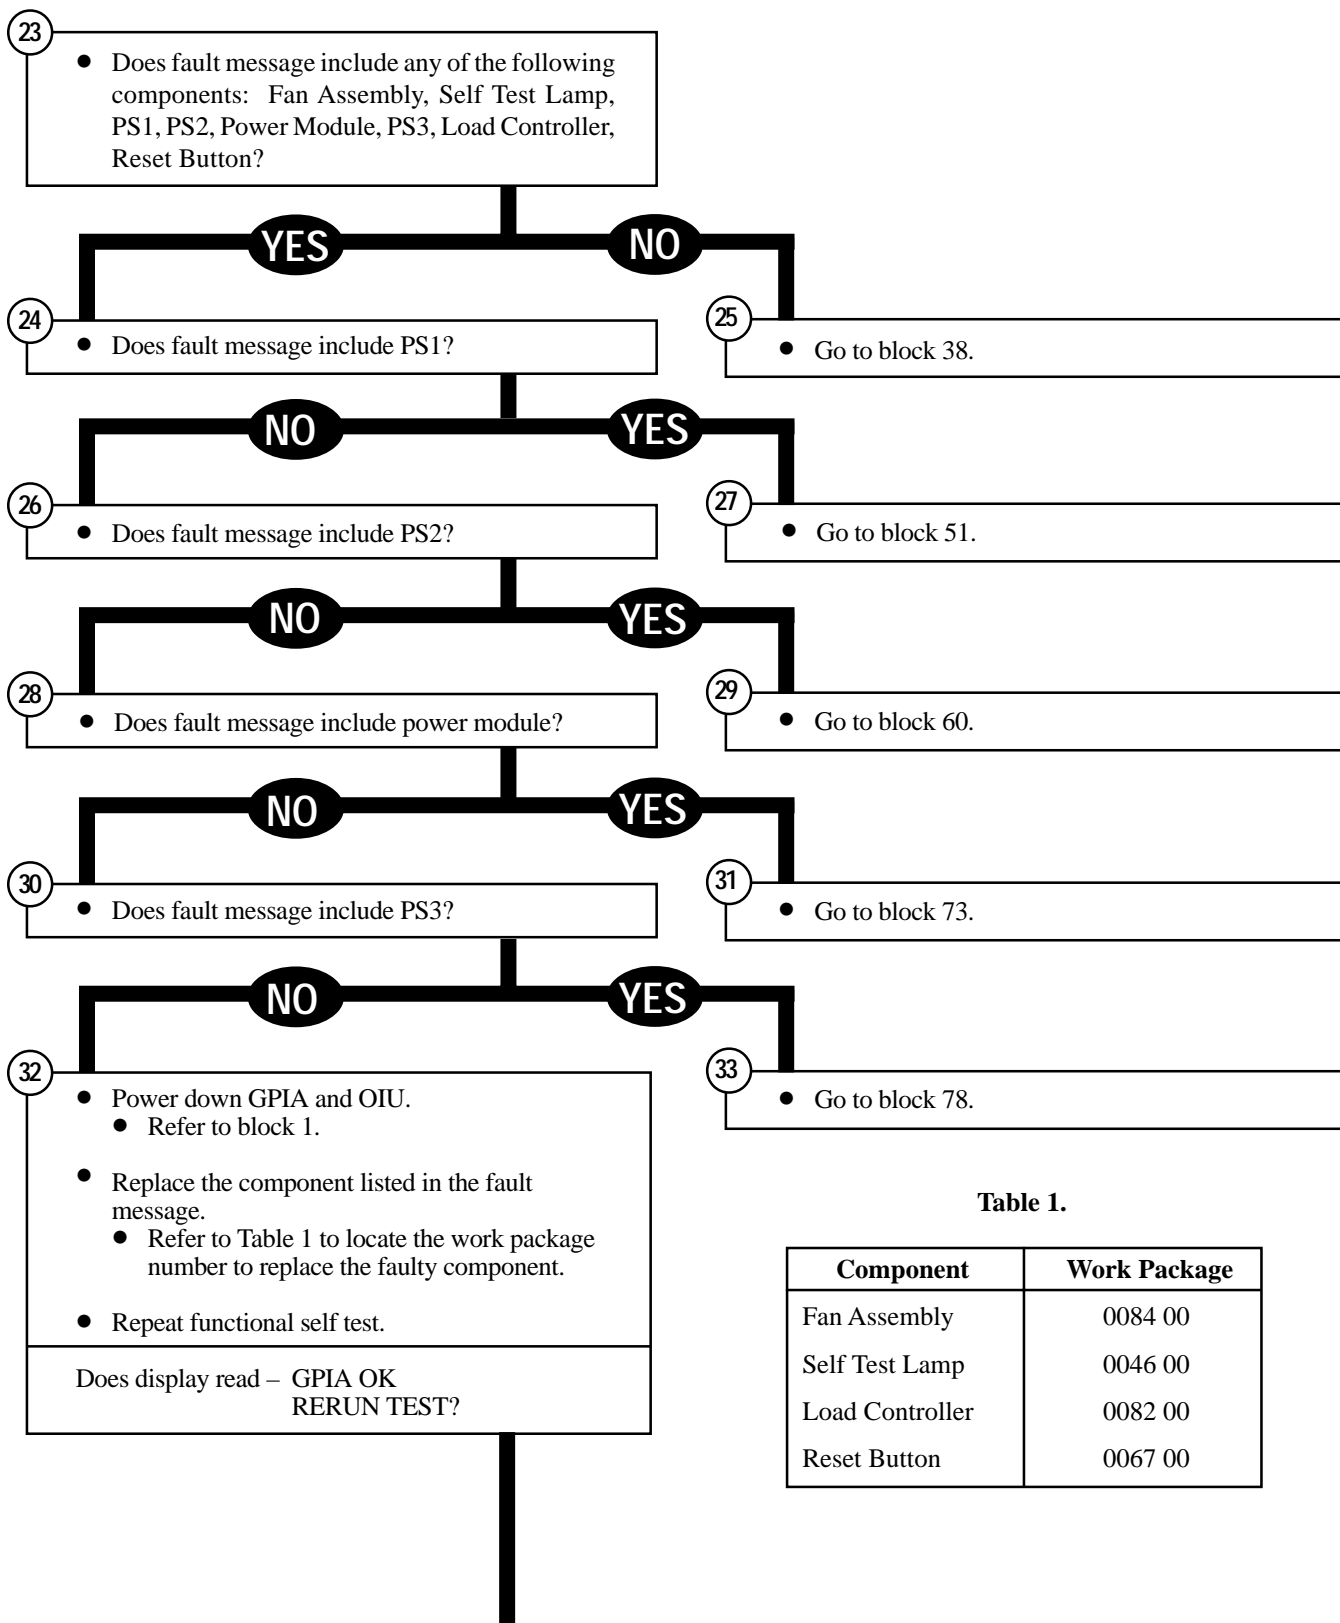 23
● Does fault message include any of the following
components: Fan Assembly, Self Test Lamp,
PS1, PS2, Power Module, PS3, Load Controller,
Reset Button?
YES
NO
24
● Does fault message include PS1?
25
● Go to block 38.
NO
YES
26
● Does fault message include PS2?
27
● Go to block 51.
NO
YES
28
● Does fault message include power module?
29
● Go to block 60.
NO
YES
30
● Does fault message include PS3?
31
● Go to block 73.
NO
YES
32
● Power down GPIA and OIU.
● Refer to block 1.
● Replace the component listed in the fault
message.
● Refer to Table 1 to locate the work package
number to replace the faulty component.
● Repeat functional self test.
Does display read – GPIA OK
RERUN TEST?
33
● Go to block 78.
Table 1.
Component Work Package
Fan Assembly 0084 00
Self Test Lamp 0046 00
Load Controller 0082 00
Reset Button 0067 00